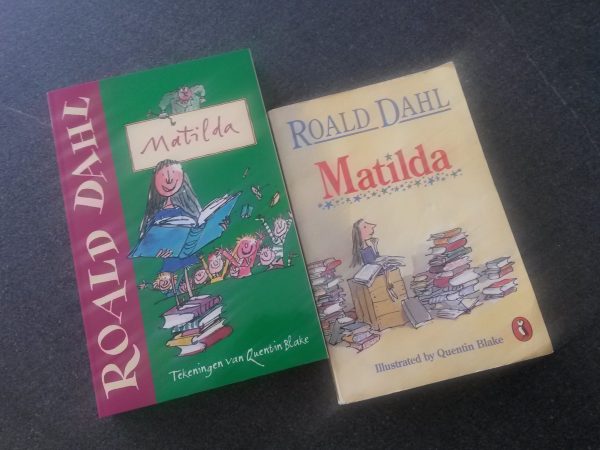 ROALD DAHL
Matilda
Tekeningen van Quentin Blake
ROALD DAHL
Matilda
Illustrated by Quentin Blake